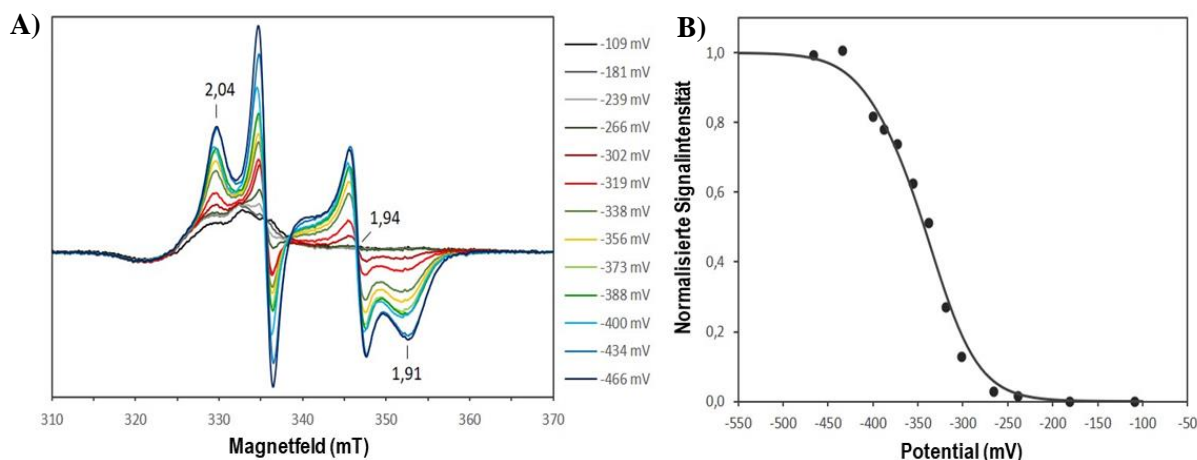 A)
2,04
1,94
1,91
310 320 330 340 350 360 370
Magnetfeld (mT)
-109 mV
-181 mV
-239 mV
-266 mV
-302 mV
-319 mV
-338 mV
-356 mV
-373 mV
-388 mV
-400 mV
-434 mV
-466 mV
B)
Normalisierte Signalintensität
1,0
0,8
0,6
0,4
0,2
0,0
-550 -500 -450 -400 -350 -300 -250 -200 -150 -100 -50
Potential (mV)